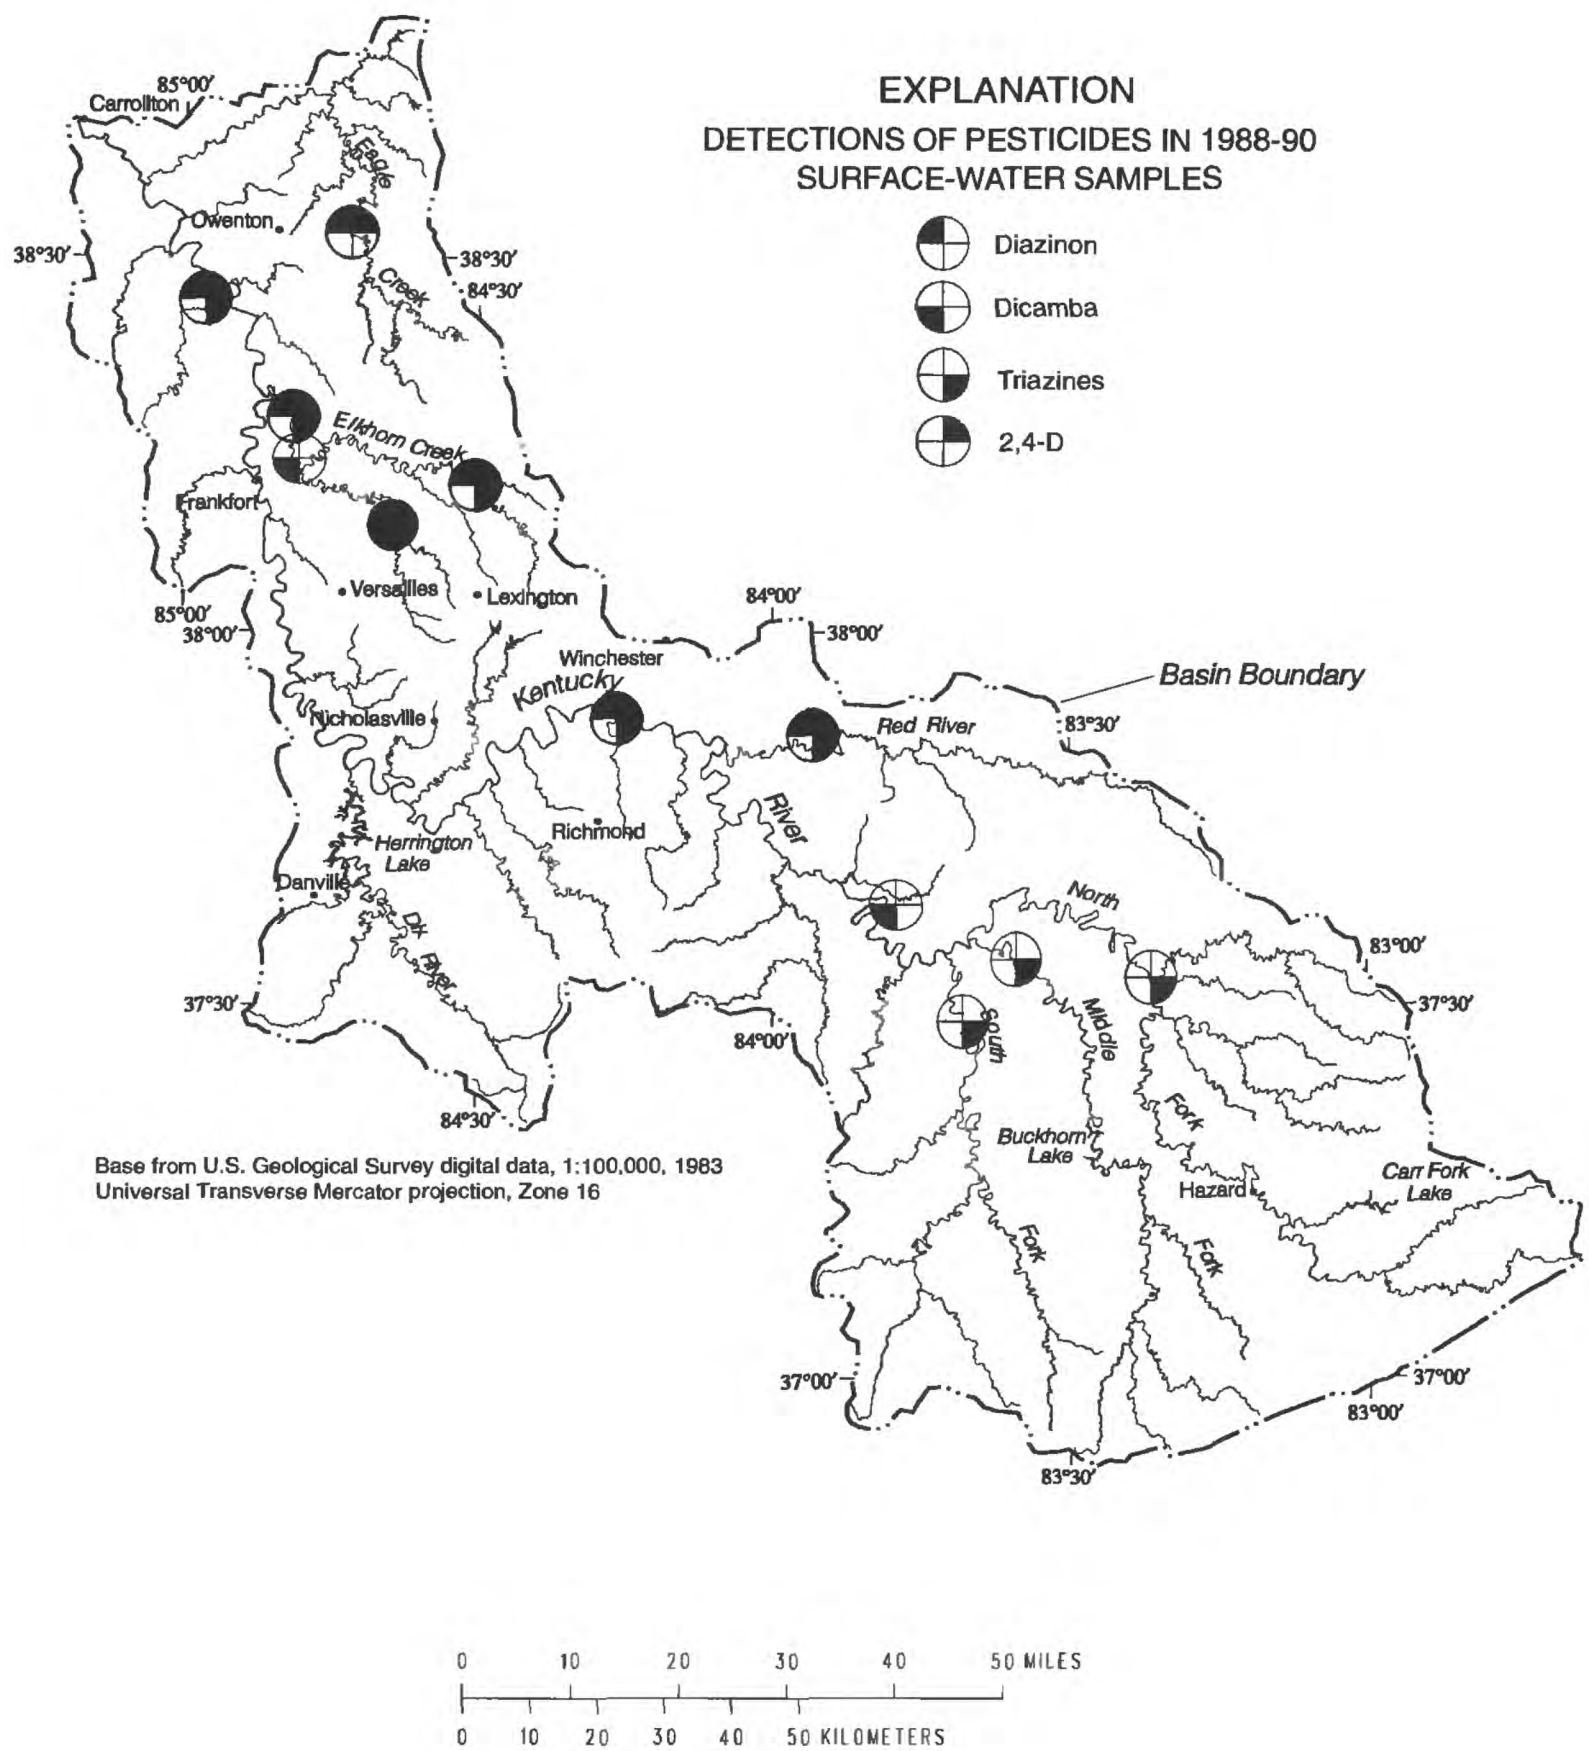 EXPLANATION
DETECTIONS OF PESTICIDES IN 1988-90
SURFACE-WATER SAMPLES
Diazinon
Dicamba
Triazines
2,4-D
85°00′
Carrollton
Eagle
Owenton
38°30′
38°30′
84°30′
Creek
Elkhorn Creek
Frankfort
Versailles
Lexington
85°00′
38°00′
84°00′
38°00′
Winchester
Kentucky
Basin Boundary
Nicholasville
Red River
83°30′
River
Richmond
Herrington
Lake
Danville
Dix
River
North
83°00′
37°30′
37°30′
84°00′
South
Middle
84°30′
Fork
Buckhorn
Lake
Hazard
Carr Fork
Lake
Base from U.S. Geological Survey digital data, 1:100,000, 1983
Universal Transverse Mercator projection, Zone 16
Fork
Fork
37°00′
37°00′
83°00′
83°30′
0 10 20 30 40 50 MILES
0 10 20 30 40 50 KILOMETERS